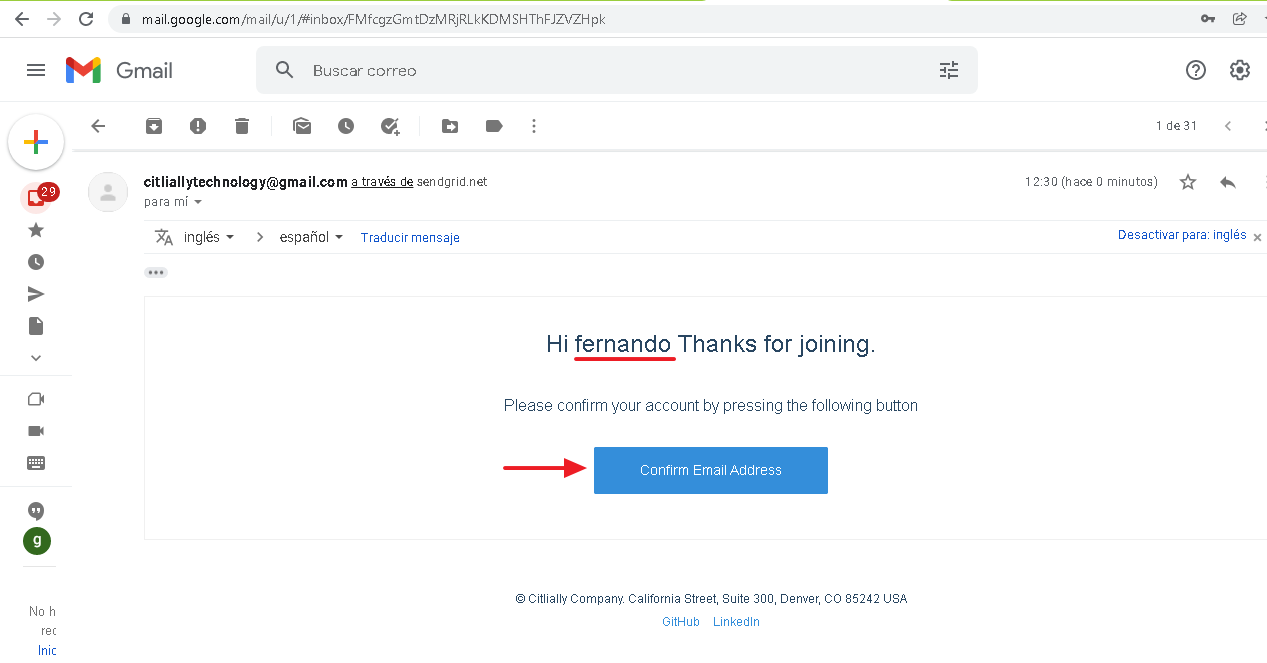 mail.google.com/mail/u/1/#inbox/FMfcgzGmtDzMRjRLkKDMSHThFJZVZHpk
Gmail
Buscar correo
1 de 31
29
citliallytechnology@gmail.com a través de sendgrid.net
12:30 (hace 0 minutos)
para mí
inglés
español
Traducir mensaje
Desactivar para: inglés
Hi fernando Thanks for joining.
Please confirm your account by pressing the following button
Confirm Email Address
g
© Citlially Company. California Street, Suite 300, Denver, CO 85242 USA
GitHub LinkedIn
No h
rec
Inic